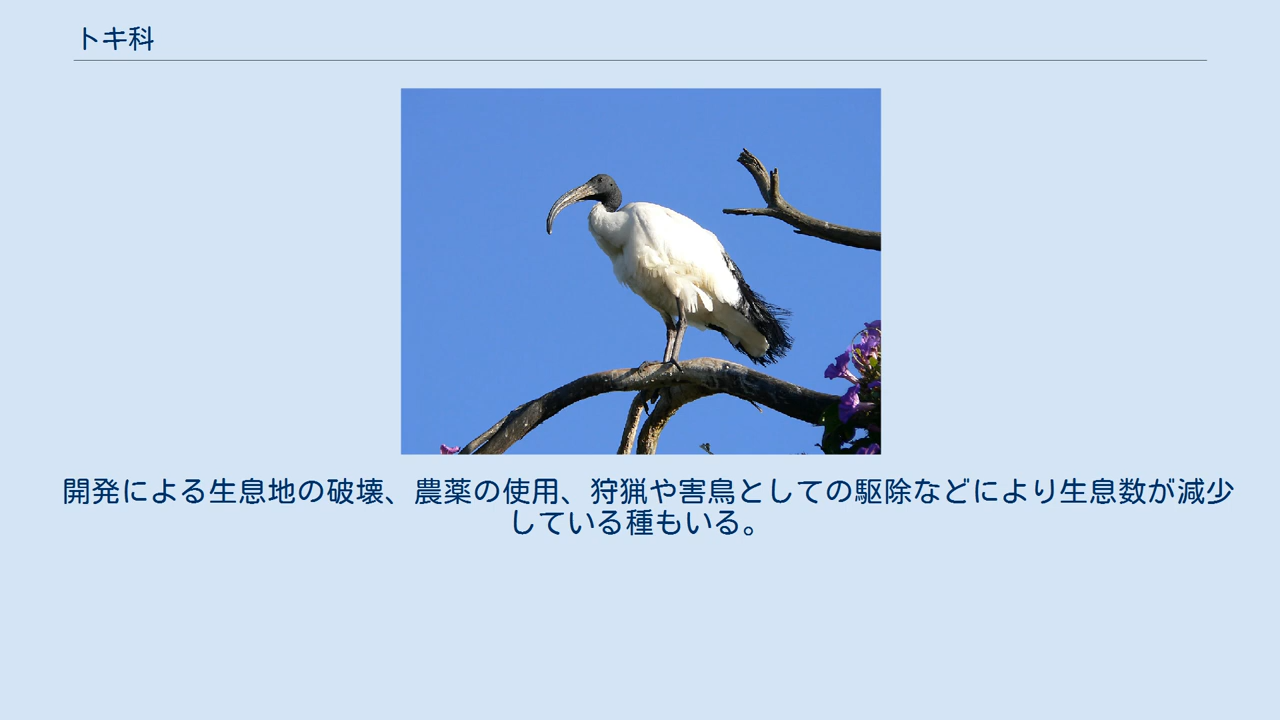 トキ科
開発による生息地の破壊、農薬の使用、狩猟や害鳥としての駆除などにより生息数が減少
している種もいる。